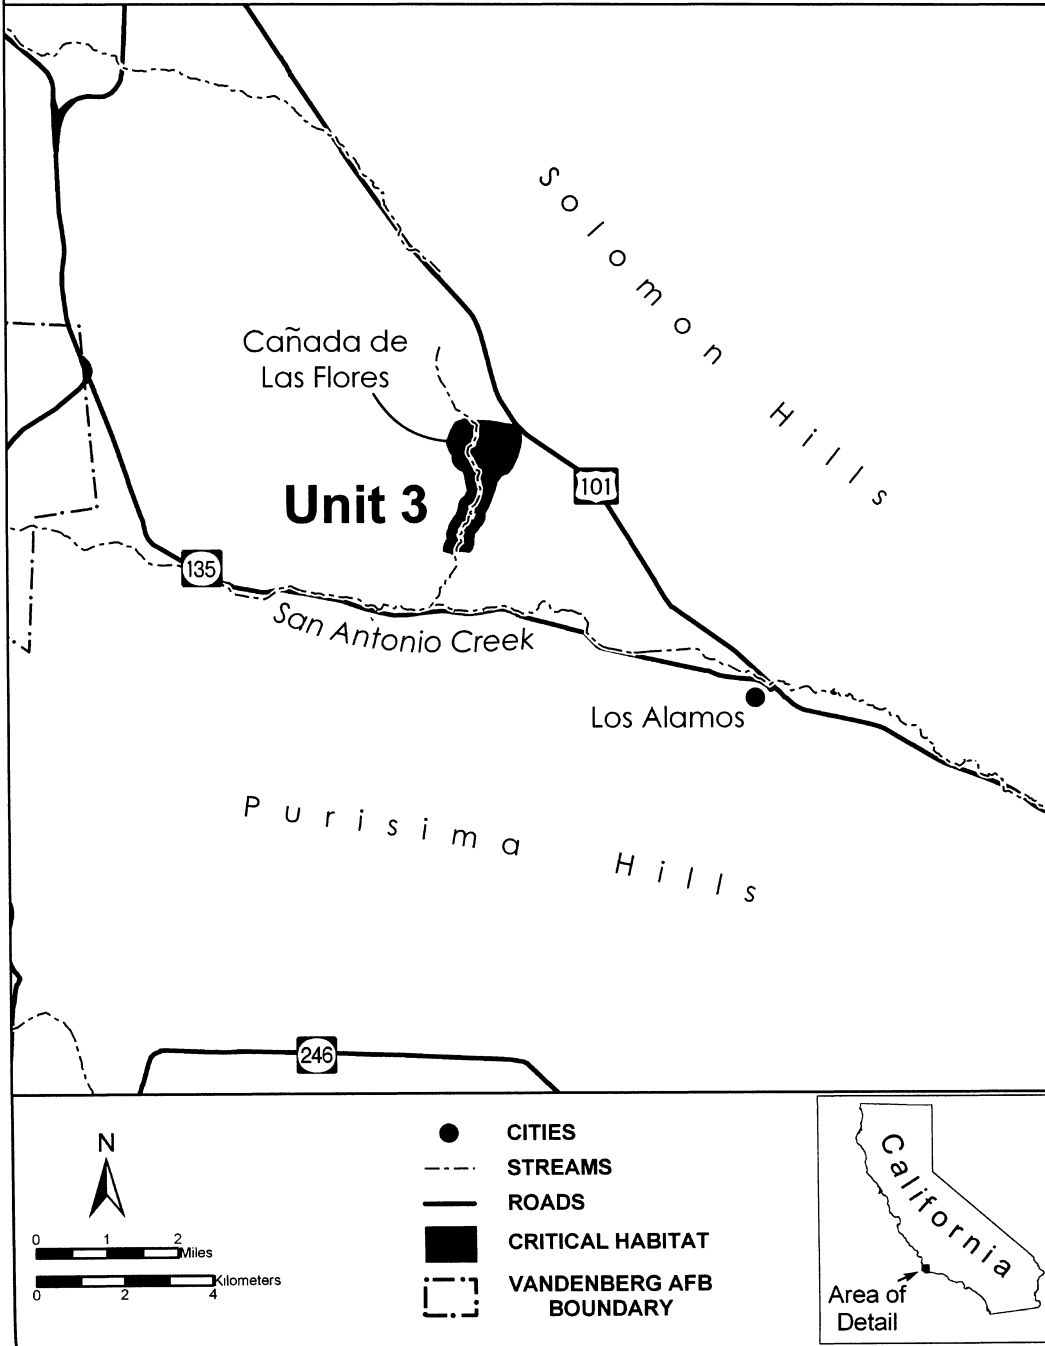 Solomon Hills
Cañada de
Las Flores
Unit 3
101
135
San Antonio Creek
Los Alamos
Purisima Hills
246
N
0 1 2
Miles
Kilometers
0 2 4
CITIES
STREAMS
ROADS
CRITICAL HABITAT
VANDENBERG AFB
BOUNDARY
California
Area of
Detail